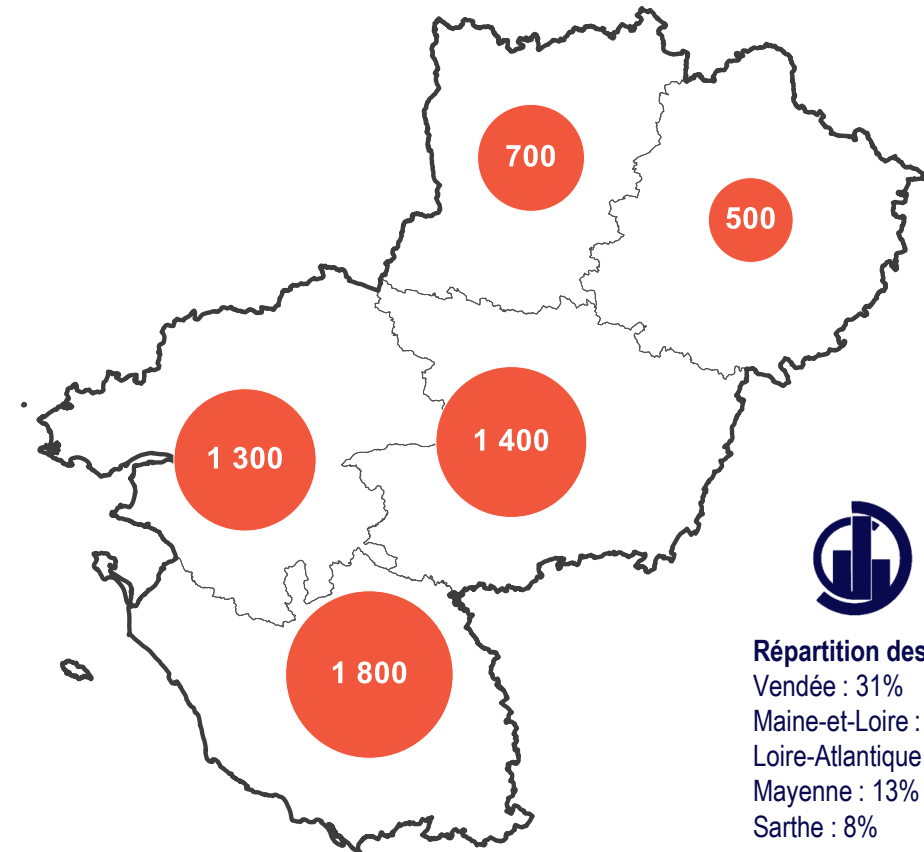 700
500
1 300
1 400
1 800
Répartition des
Vendée : 31%
Maine-et-Loire :
Loire-Atlantique
Mayenne : 13%
Sarthe : 8%